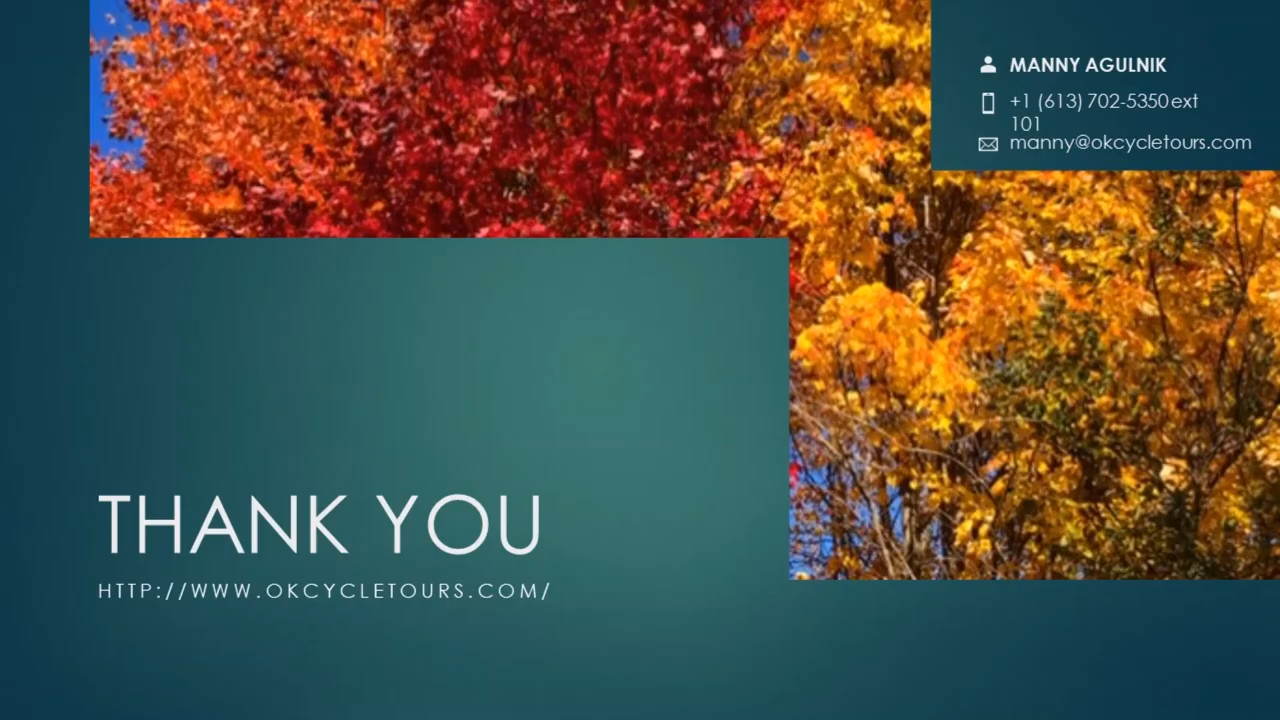 MANNY AGULNIK
+1 (613) 702-5350 ext
101
manny@okcycletours.com
THANK YOU
HTTP://WWW.OKCYCLETOURS.COM/